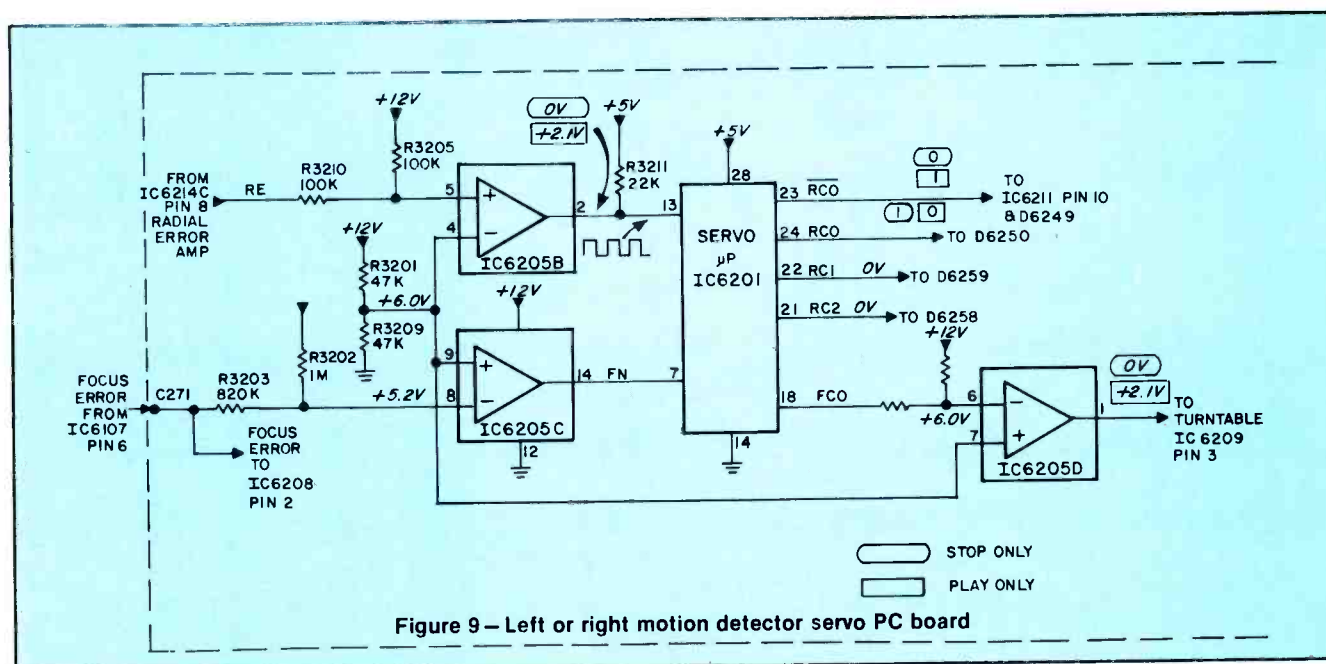 +12V
R3205
100K
0V
+2.1V
+5V
R3211
22K
+5V
28
FROM
IC6214C
PIN 8
RADIAL
ERROR
AMP
RE
R3210
100K
5
+
4
−
2
IC6205B
13
SERVO
µP
IC6201
23
RCO
0
1
TO
IC6211 PIN 10
& D6249
1
0
24
RCO
TO D6250
22
RC1
0V
TO D6259
21
RC2
0V
TO D6258
+12V
R3201
47K
+6.0V
R3209
47K
+12V
9
+
8
−
14
FN
7
IC6205C
12
R3202
1M
FOCUS
ERROR
FROM
IC6107
PIN 6
C271
R3203
820K
+5.2V
FOCUS
ERROR
TO
IC6208
PIN 2
18
FCO
14
+12V
+6.0V
6
−
7
+
1
IC6205D
0V
+2.1V
TO
TURNTABLE
IC 6209
PIN 3
STOP ONLY
PLAY ONLY
Figure 9—Left or right motion detector servo PC board